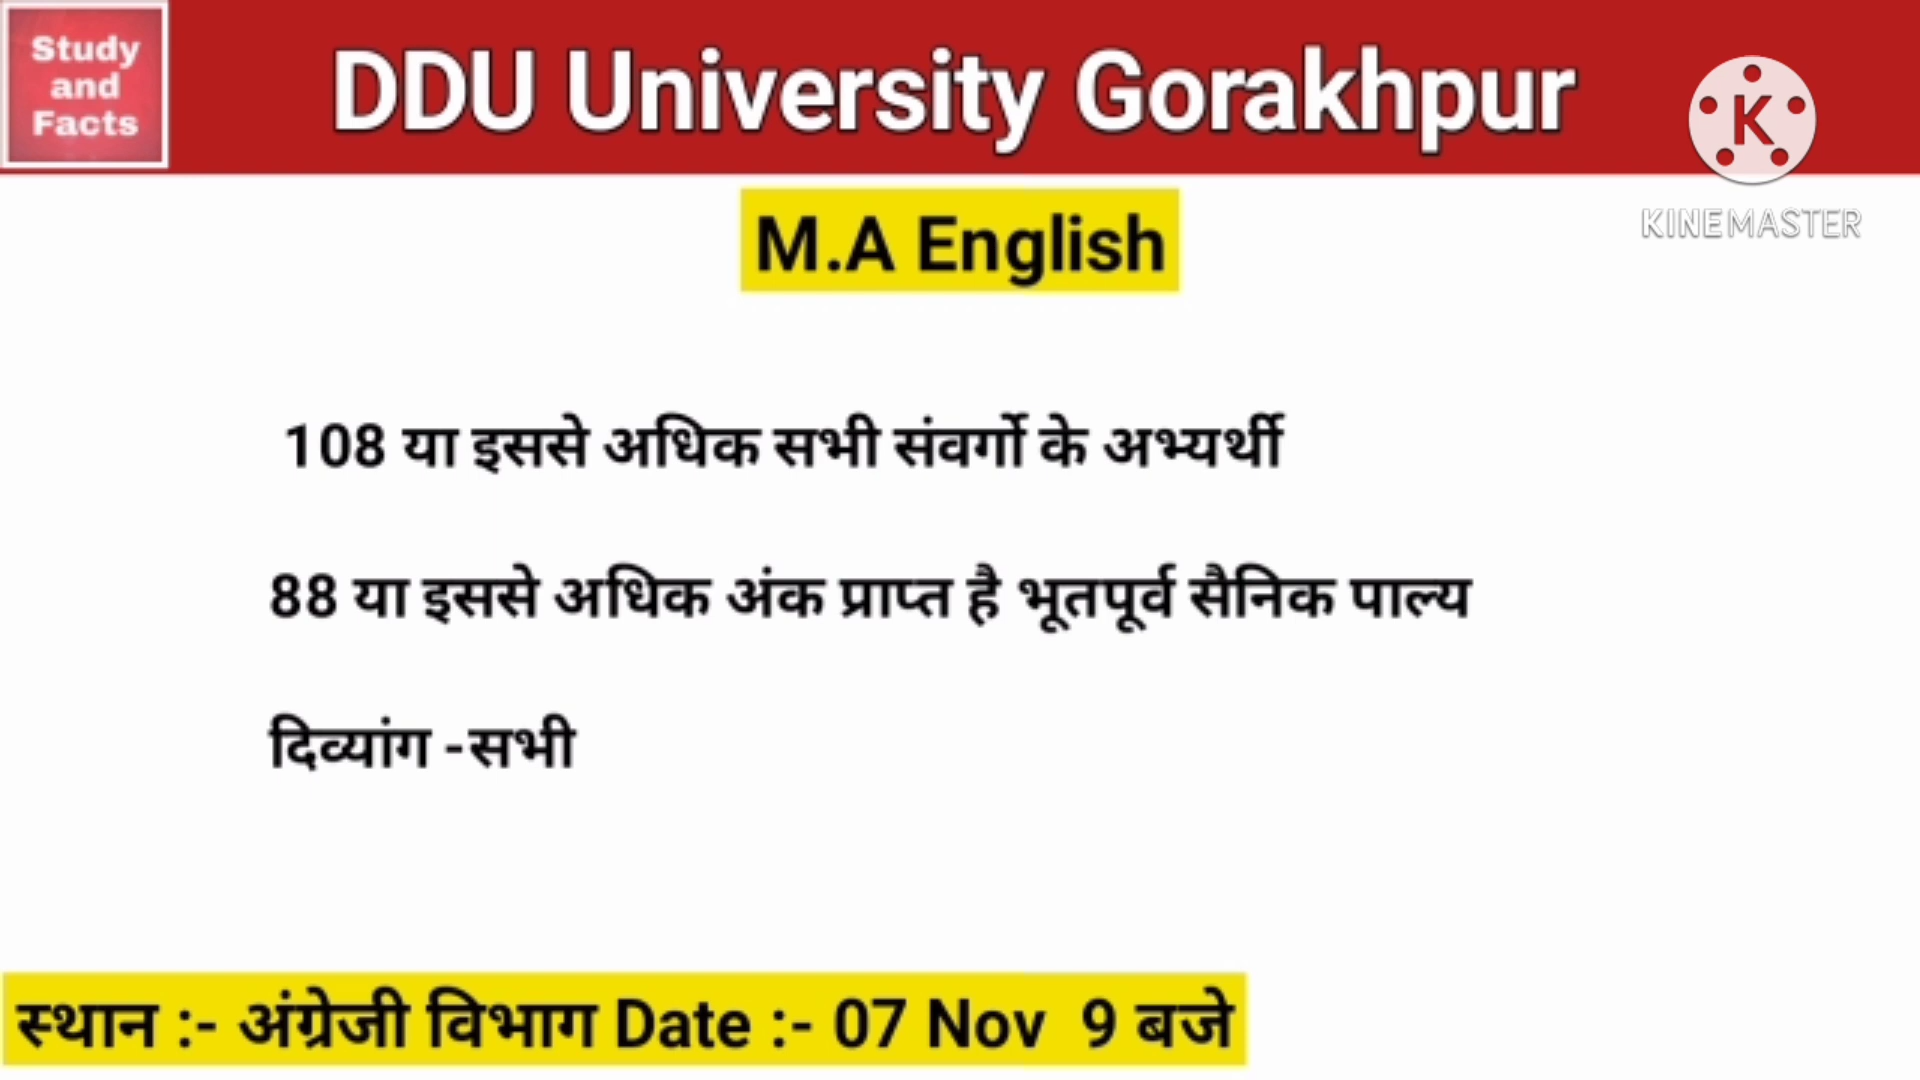 Study
and
Facts
DDU University Gorakhpur
K
KINEMASTER
M.A English
108 या इससे अधिक सभी संवर्गो के अभ्यर्थी
88 या इससे अधिक अंक प्राप्त है भूतपूर्व सैनिक पाल्य
दिव्यांग -सभी
स्थान :- अंग्रेजी विभाग Date :- 07 Nov 9 बजे